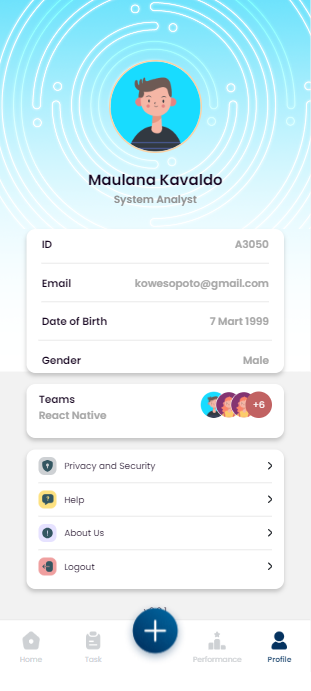 Maulana Kavaldo
System Analyst
ID A3050
Email kowesopoto@gmail.com
Date of Birth 7 Mart 1999
Gender Male
Teams
React Native
+6
Privacy and Security
Help
About Us
Logout
Home Task Performance Profile